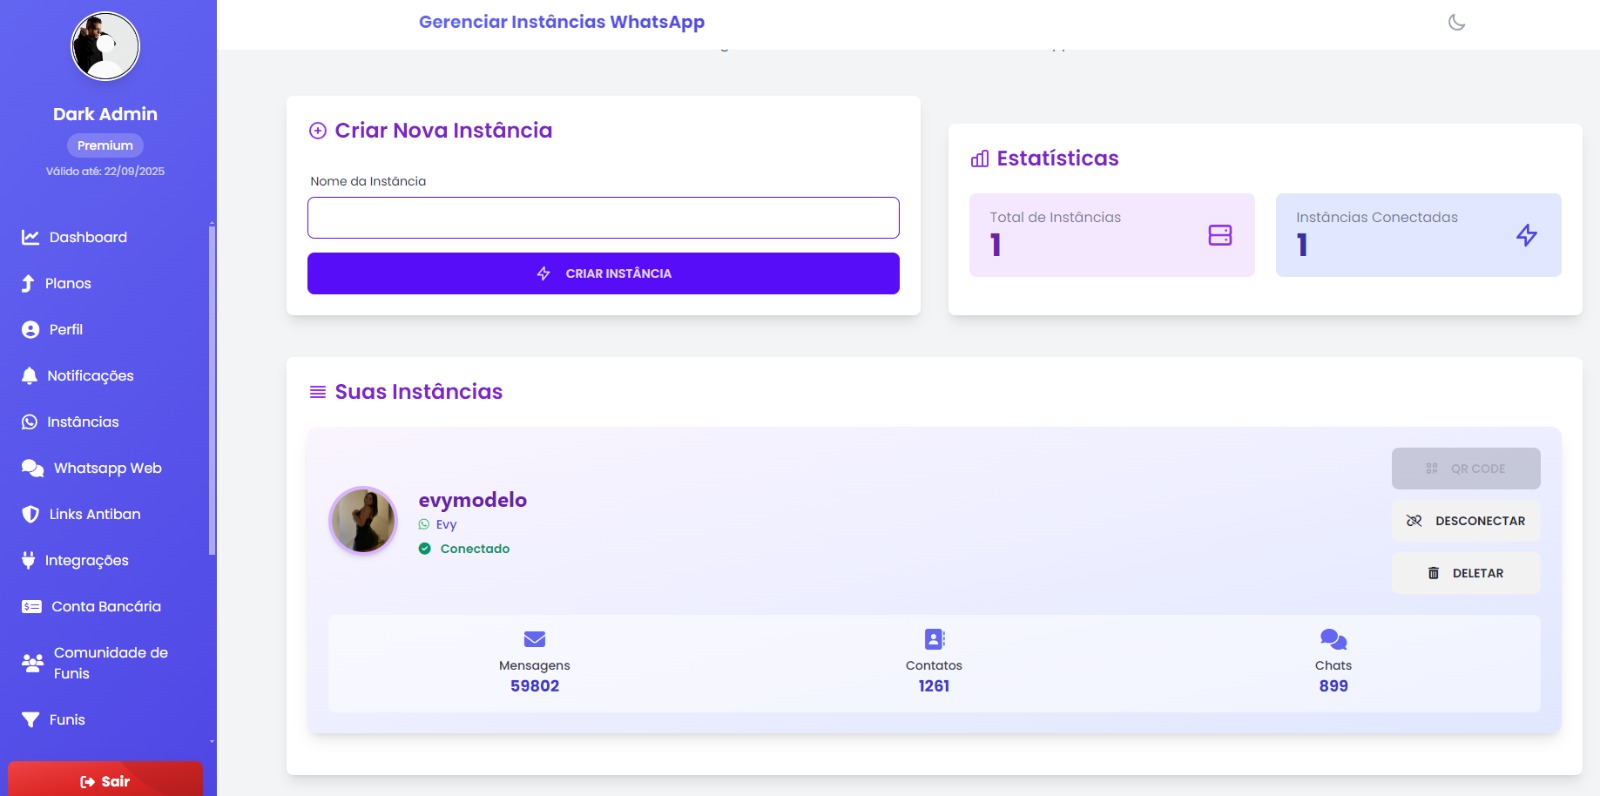 Gerenciar Instâncias WhatsApp
Dark Admin
Premium
Válido até: 22/09/2025
Dashboard
Planos
Perfil
Notificações
Instâncias
Whatsapp Web
Links Antiban
Integrações
Conta Bancária
Comunidade de
Funis
Funis
Sair
Criar Nova Instância
Nome da Instância
CRIAR INSTÂNCIA
Estatísticas
Total de Instâncias
1
Instâncias Conectadas
1
Suas Instâncias
evymodelo
Evy
Conectado
QR CODE
DESCONECTAR
DELETAR
Mensagens
59802
Contatos
1261
Chats
899